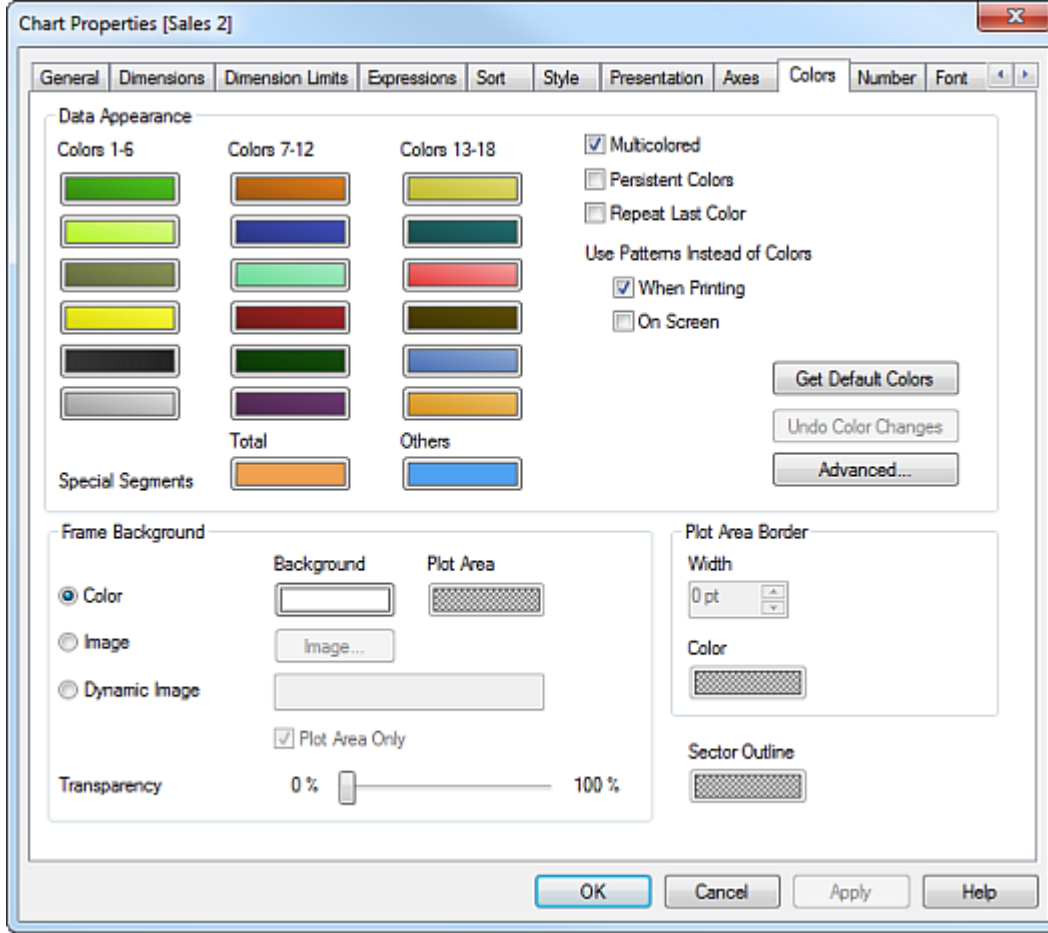 Chart Properties [Sales 2]
General Dimensions Dimension Limits Expressions Sort Style Presentation Axes Colors Number Font
Data Appearance
Colors 1-6 Colors 7-12 Colors 13-18
Multicolored
Persistent Colors
Repeat Last Color
Use Patterns Instead of Colors
When Printing
On Screen
Get Default Colors
Undo Color Changes
Advanced...
Total Others
Special Segments
Frame Background
Background Plot Area
Color
Image
Image...
Dynamic Image
Plot Area Only
Transparency 0 % 100 %
Plot Area Border
Width
0 pt
Color
Sector Outline
OK Cancel Apply Help